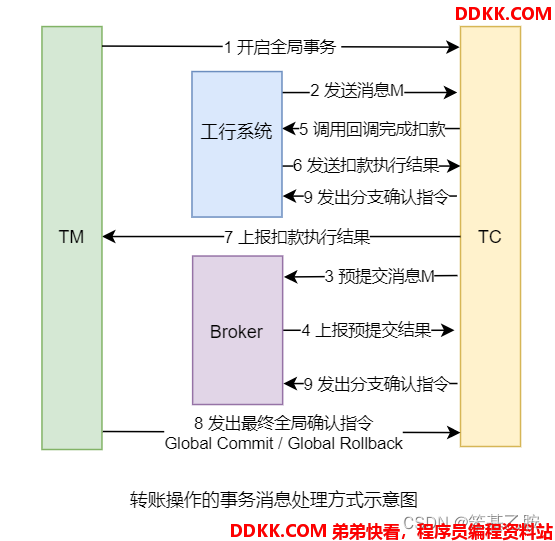 DDKK.COM
1 开启全局事务
2 发送消息M
工行系统
5 调用回调完成扣款
6 发送扣款执行结果
9 发出分支确认指令
TM
7 上报扣款执行结果
TC
3 预提交消息M
Broker
4 上报预提交结果
9 发出分支确认指令
8 发出最终全局确认指令
Global Commit / Global Rollback
转账操作的事务消息处理方式示意图
CSDN @笑基乙胺
DDKK.COM 弟弟快看，程序员编程资料站